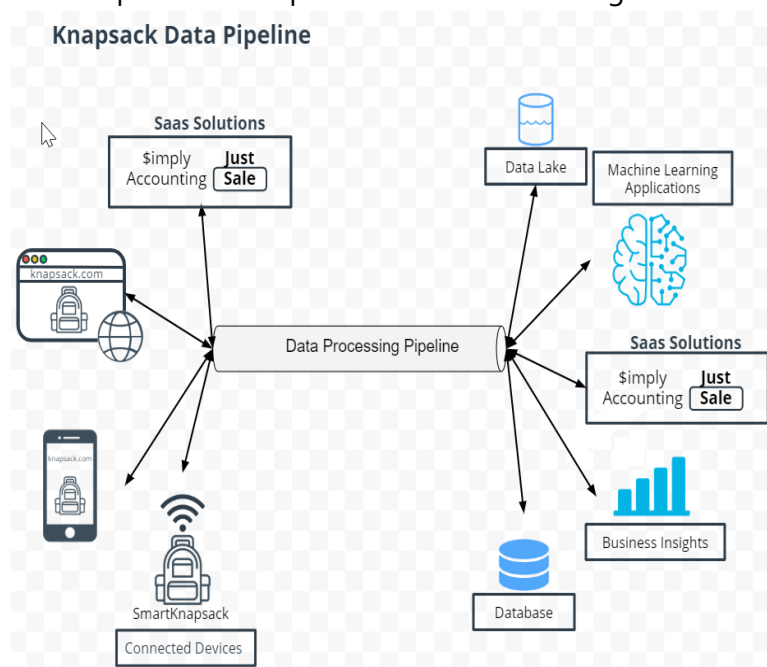 Knapsack Data Pipeline
Saas Solutions
$imply Just
Accounting Sale
Data Lake
Machine Learning
Applications
knapsack.com
Data Processing Pipeline
Saas Solutions
$imply Just
Accounting Sale
knapsack.com
Business Insights
SmartKnapsack
Database
Connected Devices